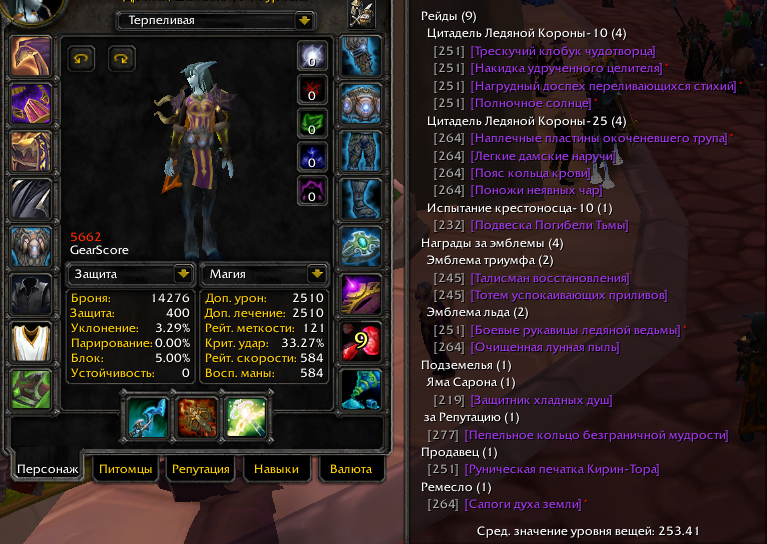 Терпеливая
0
0
0
0
0
5662
GearScore
Защита
Магия
Броня: 14276
Защита: 400
Уклонение: 3.29%
Парирование: 0.00%
Блок: 5.00%
Устойчивость: 0
Доп. урон: 2510
Доп. лечение: 2510
Рейт. меткости: 121
Крит. удар: 33.27%
Рейт. скорости: 584
Восп. маны: 584
9
Персонаж
Питомцы
Репутация
Навыки
Валюта
Рейды (9)
Цитадель Ледяной Короны-10 (4)
[251] [Трескучий клобук чудотворца]
[251] [Накидка удрученного целителя]
[251] [Нагрудный доспех переливающихся стихий]
[251] [Полночное солнце]
Цитадель Ледяной Короны-25 (4)
[264] [Наплечные пластины окоченевшего трупа]
[264] [Легкие дамские наручи]
[264] [Пояс кольца крови]
[264] [Поножи неявных чар]
Испытание крестоносца-10 (1)
[232] [Подвеска Погибели Тьмы]
Награды за эмблемы (4)
Эмблема триумфа (2)
[245] [Талисман восстановления]
[245] [Тотем успокаивающих приливов]
Эмблема льда (2)
[251] [Боевые рукавицы ледяной ведьмы]
[264] [Очищенная лунная пыль]
Подземелья (1)
Яма Сарона (1)
[219] [Защитник хладных душ]
за Репутацию (1)
[277] [Пепельное кольцо безграничной мудрости]
Продавец (1)
[251] [Руническая печатка Кирин-Тора]
Ремесло (1)
[264] [Сапоги духа земли]
Сред. значение уровня вещей: 253.41